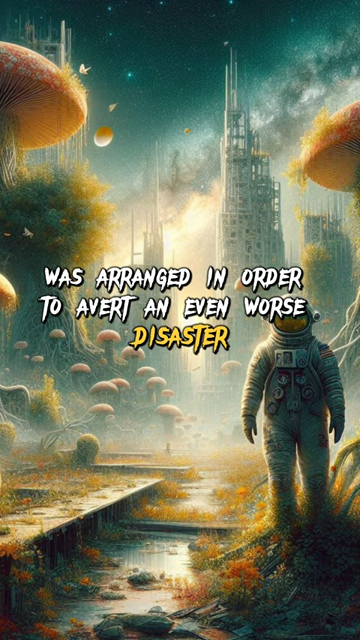 WAS ARRANGED IN ORDER
TO AVERT AN EVEN WORSE
DISASTER